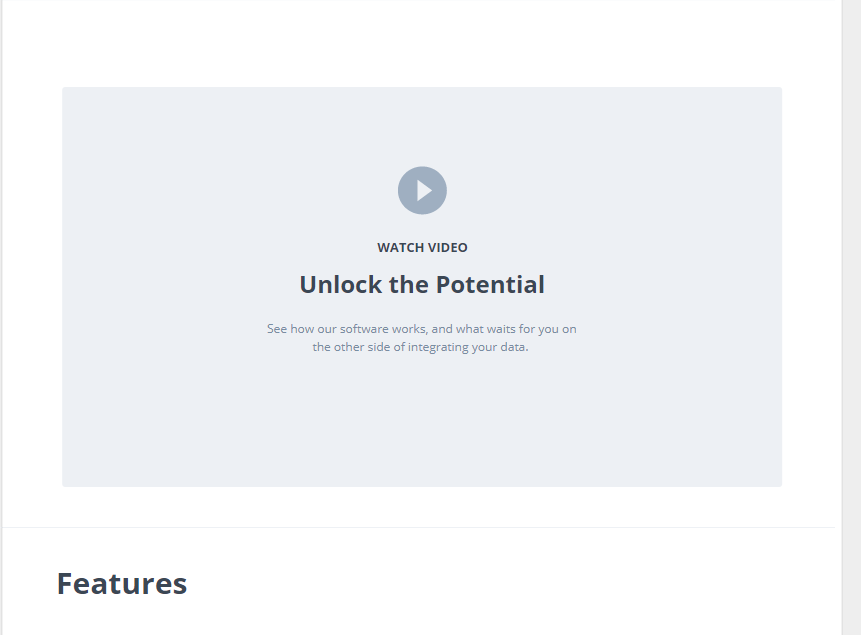 WATCH VIDEO
Unlock the Potential
See how our software works, and what waits for you on
the other side of integrating your data.
Features